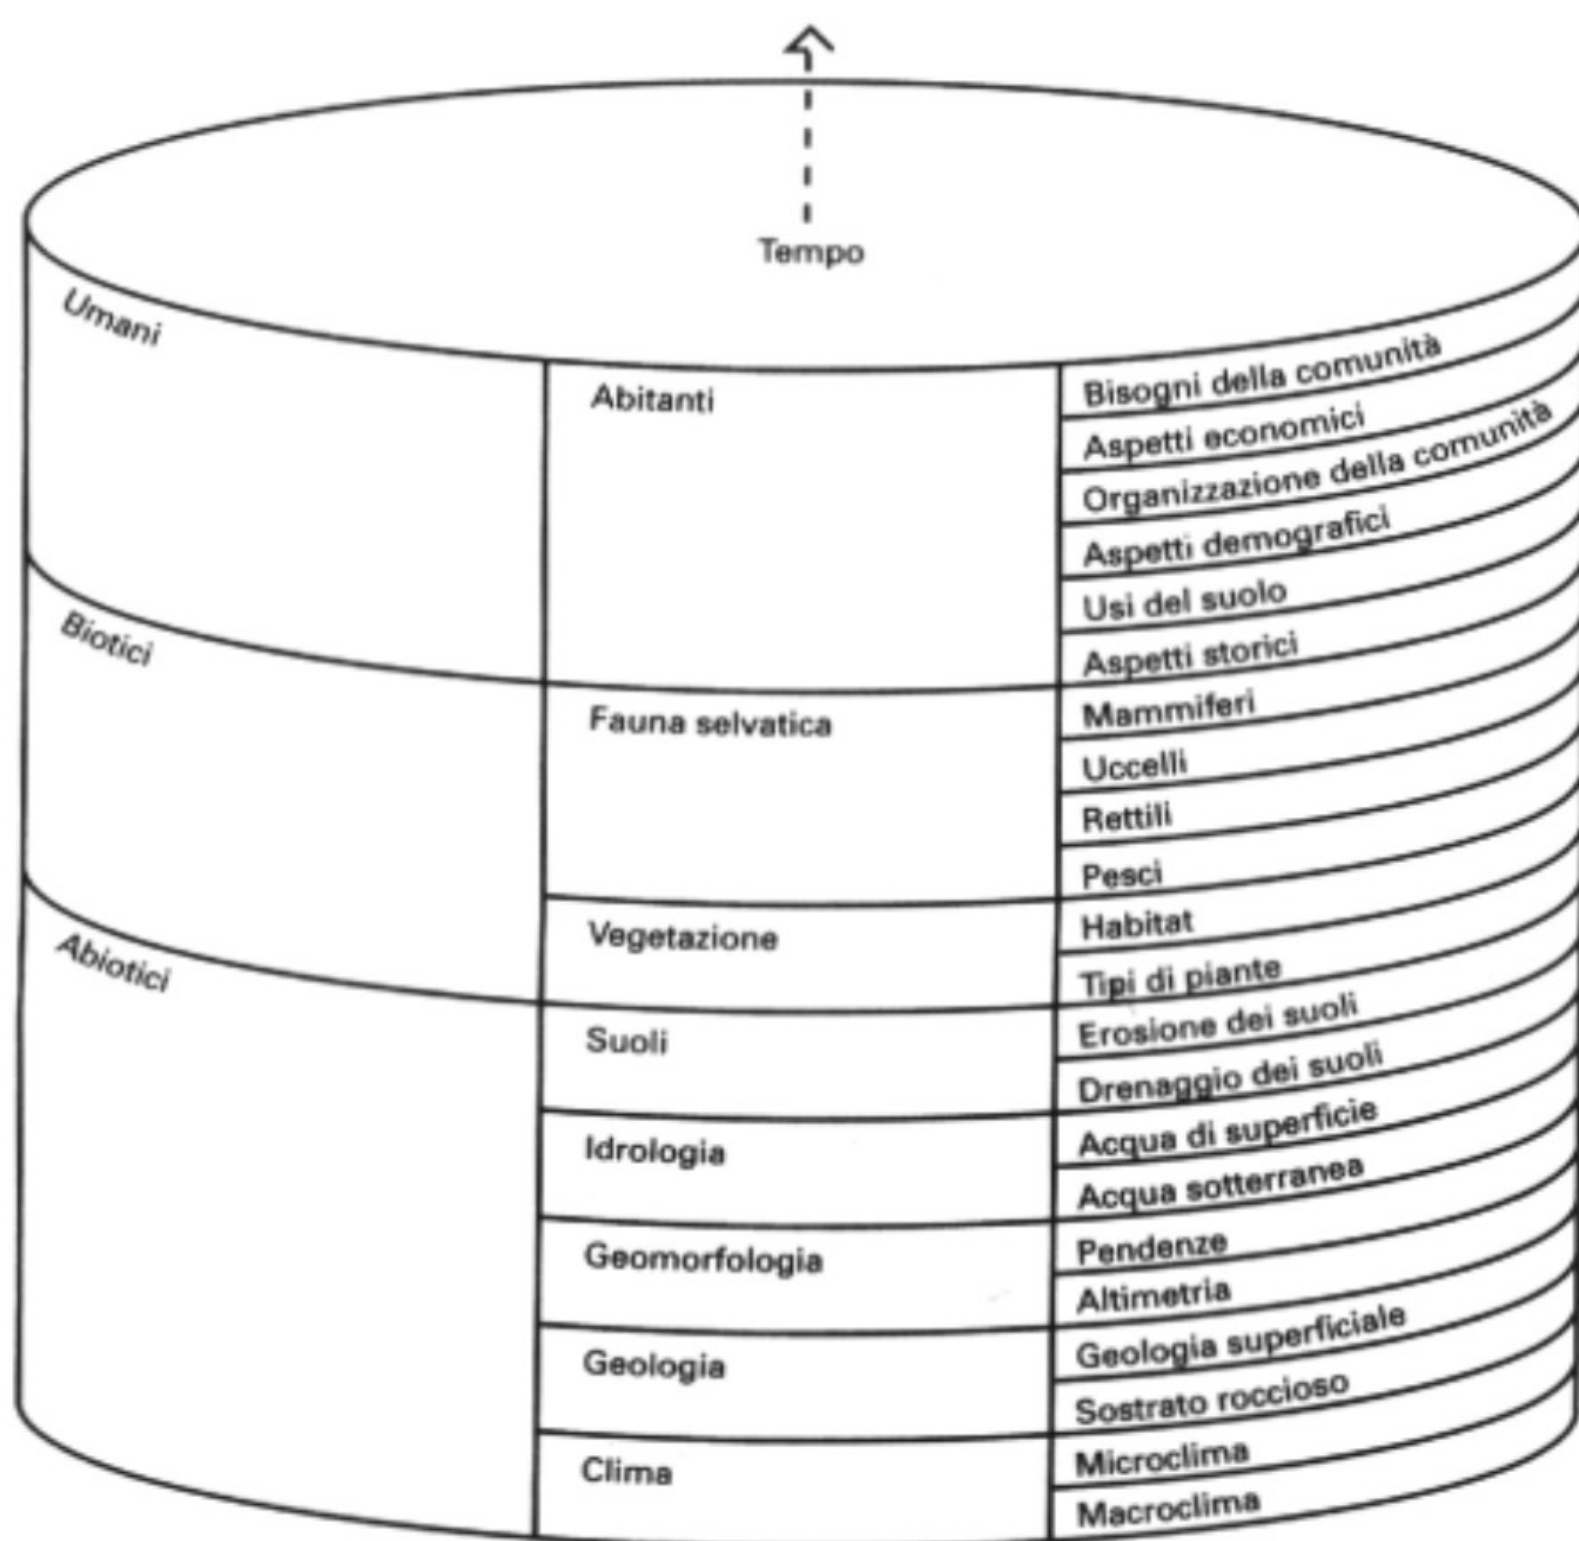 Tempo
Umani
Abitanti
Bisogni della comunità
Aspetti economici
Organizzazione della comunità
Aspetti demografici
Usi del suolo
Aspetti storici
Biotici
Fauna selvatica
Mammiferi
Uccelli
Rettili
Pesci
Vegetazione
Habitat
Tipi di piante
Abiotici
Suoli
Erosione dei suoli
Drenaggio dei suoli
Idrologia
Acqua di superficie
Acqua sotterranea
Geomorfologia
Pendenze
Altimetria
Geologia
Geologia superficiale
Sostrato roccioso
Clima
Microclima
Macroclima